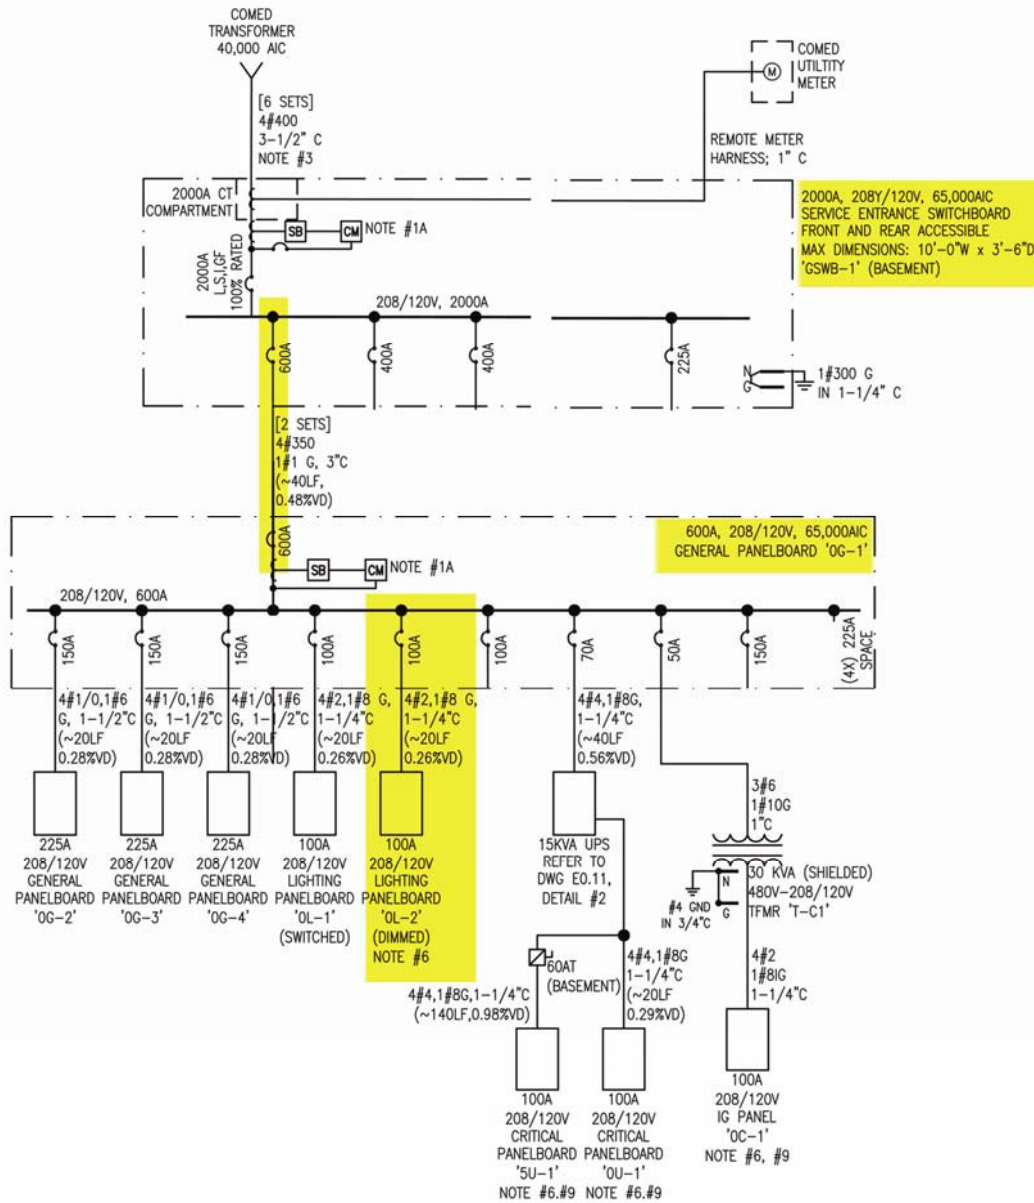 COMED
TRANSFORMER
40,000 AIC
[6 SETS]
4#400
3-1/2" C
NOTE #3
COMED
UTILTITY
METER
M
REMOTE METER
HARNESS; 1" C
2000A CT
COMPARTMENT
SB
CM
NOTE #1A
2000A
L,S,I,GF
100% RATED
2000A, 208Y/120V, 65,000AIC
SERVICE ENTRANCE SWITCHBOARD
FRONT AND REAR ACCESSIBLE
MAX DIMENSIONS: 10'-0"W x 3'-6"D
'GSWB-1' (BASEMENT)
208/120V, 2000A
600A
400A
400A
225A
N
G
1#300 G
IN 1-1/4" C
[2 SETS]
4#350
1#1 G, 3"C
(~40LF,
0.48%VD)
600A
SB
CM
NOTE #1A
600A, 208/120V, 65,000AIC
GENERAL PANELBOARD '0G-1'
208/120V, 600A
150A
150A
150A
100A
100A
100A
70A
50A
150A
(4X) 225A
SPACE
4#1/0,1#6
G, 1-1/2"C
(~20LF
0.28%VD)
4#1/0,1#6
G, 1-1/2"C
(~20LF
0.28%VD)
4#1/0,1#6
G, 1-1/2"C
(~20LF
0.28%VD)
4#2,1#8 G,
1-1/4"C
(~20LF
0.26%VD)
4#2,1#8 G,
1-1/4"C
(~20LF
0.26%VD)
4#4,1#8G,
1-1/4"C
(~40LF
0.56%VD)
3#6
1#10G
1"C
225A
208/120V
GENERAL
PANELBOARD
'0G-2'
225A
208/120V
GENERAL
PANELBOARD
'0G-3'
225A
208/120V
GENERAL
PANELBOARD
'0G-4'
100A
208/120V
LIGHTING
PANELBOARD
'0L-1'
(SWITCHED)
100A
208/120V
LIGHTING
PANELBOARD
'0L-2'
(DIMMED)
NOTE #6
15KVA UPS
REFER TO
DWG E0.11,
DETAIL #2
30 KVA (SHIELDED)
480V-208/120V
TFMR 'T-C1'
N
G
#4 GND
IN 3/4"C
60AT
(BASEMENT)
4#4,1#8G,1-1/4"C
(~140LF,0.98%VD)
4#4,1#8G
1-1/4"C
(~20LF
0.29%VD)
4#2
1#8IG
1-1/4"C
100A
208/120V
CRITICAL
PANELBOARD
'5U-1'
NOTE #6.#9
100A
208/120V
CRITICAL
PANELBOARD
'0U-1'
NOTE #6.#9
100A
208/120V
IG PANEL
'0C-1'
NOTE #6, #9